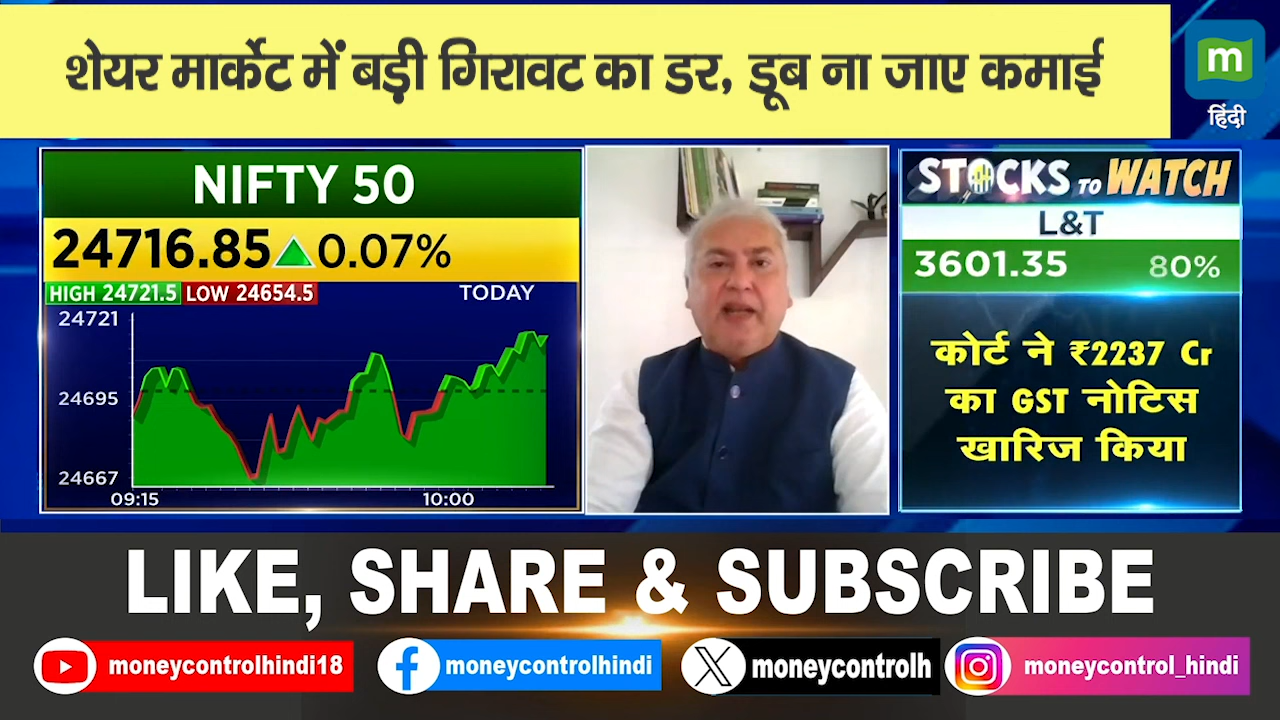 शेयर मार्केट में बड़ी गिरावट का डर, डूब ना जाए कमाई
m
हिंदी
NIFTY 50
24716.85 0.07%
HIGH 24721.5 LOW 24654.5
TODAY
24721
24695
24667
09:15 10:00
STOCKS TO WATCH
L&T
3601.35 80%
कोर्ट ने ₹2237 Cr
का GST नोटिस
खारिज किया
LIKE, SHARE & SUBSCRIBE
moneycontrolhindi18
moneycontrolhindi
moneycontrolh
moneycontrol_hindi